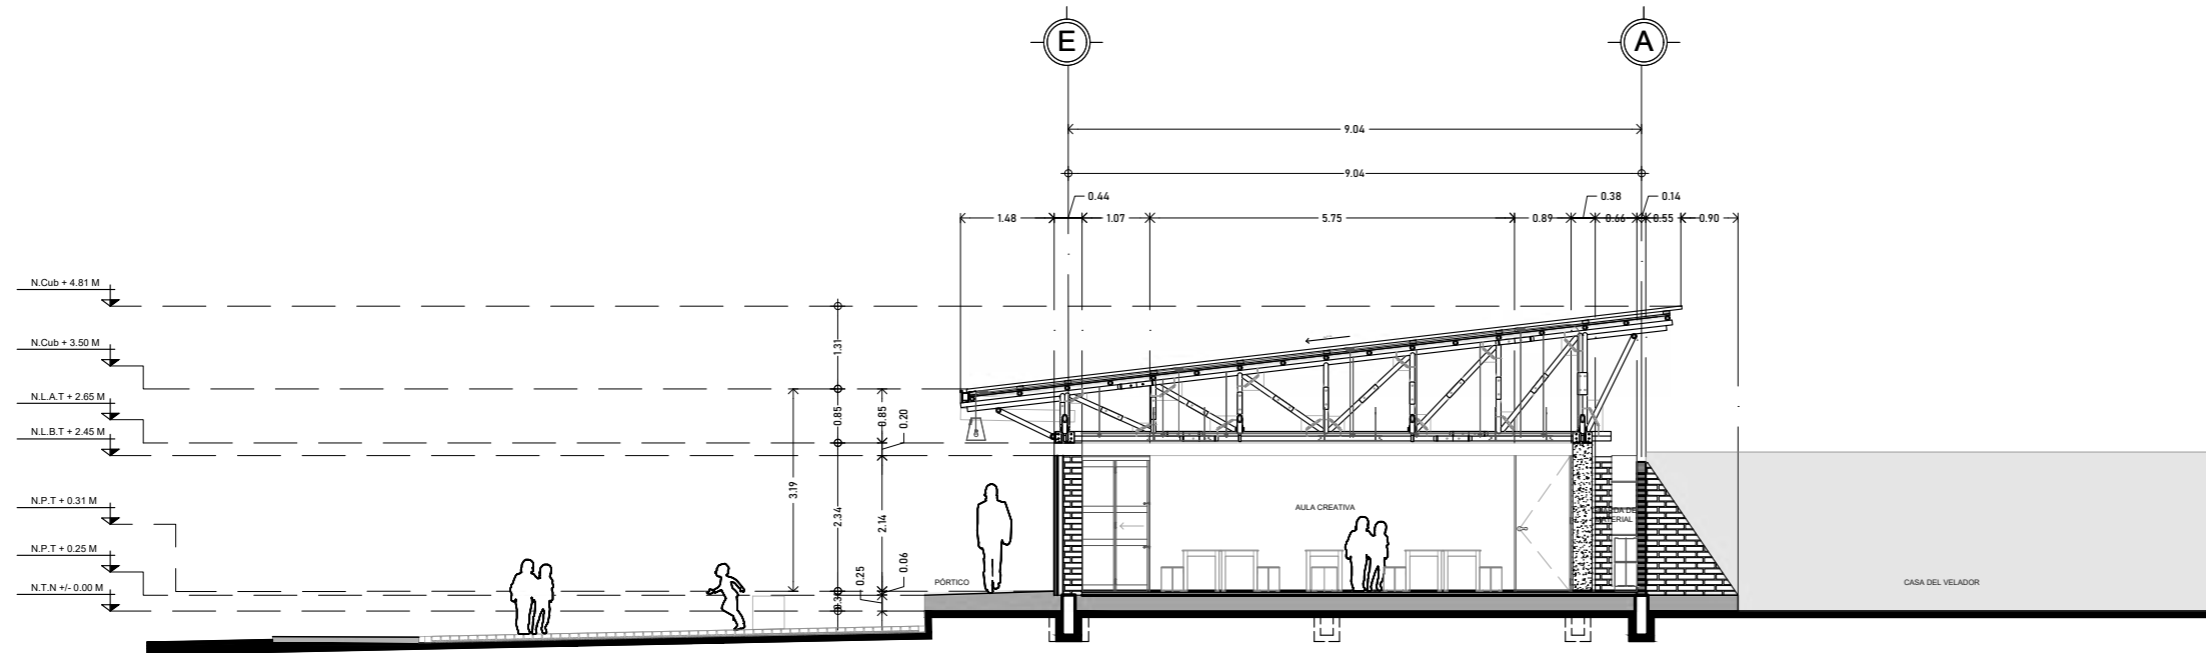 E
A
9.04
9.04
0.44
0.38
0.14
1.48
1.07
5.75
0.89
0.66
0.55
0.90
N.Cub + 4.81 M
N.Cub + 3.50 M
N.L.A.T + 2.65 M
N.L.B.T + 2.45 M
N.P.T + 0.31 M
N.P.T + 0.25 M
N.T.N +/- 0.00 M
1.31
0.85
0.85
0.20
3.19
2.34
2.14
0.06
0.25
AULA CREATIVA
MATERIAL
PÓRTICO
CASA DEL VELADOR